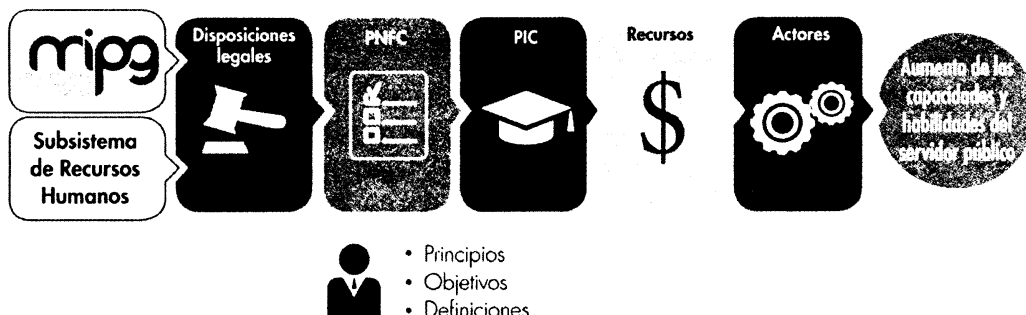 mipg
Subsistema
de Recursos
Humanos
Disposiciones
legales
PNFC
PIC
Recursos
$
Actores
Aumento de las
capacidades y
habilidades del
servidor público
• Principios
• Objetivos
• Definiciones